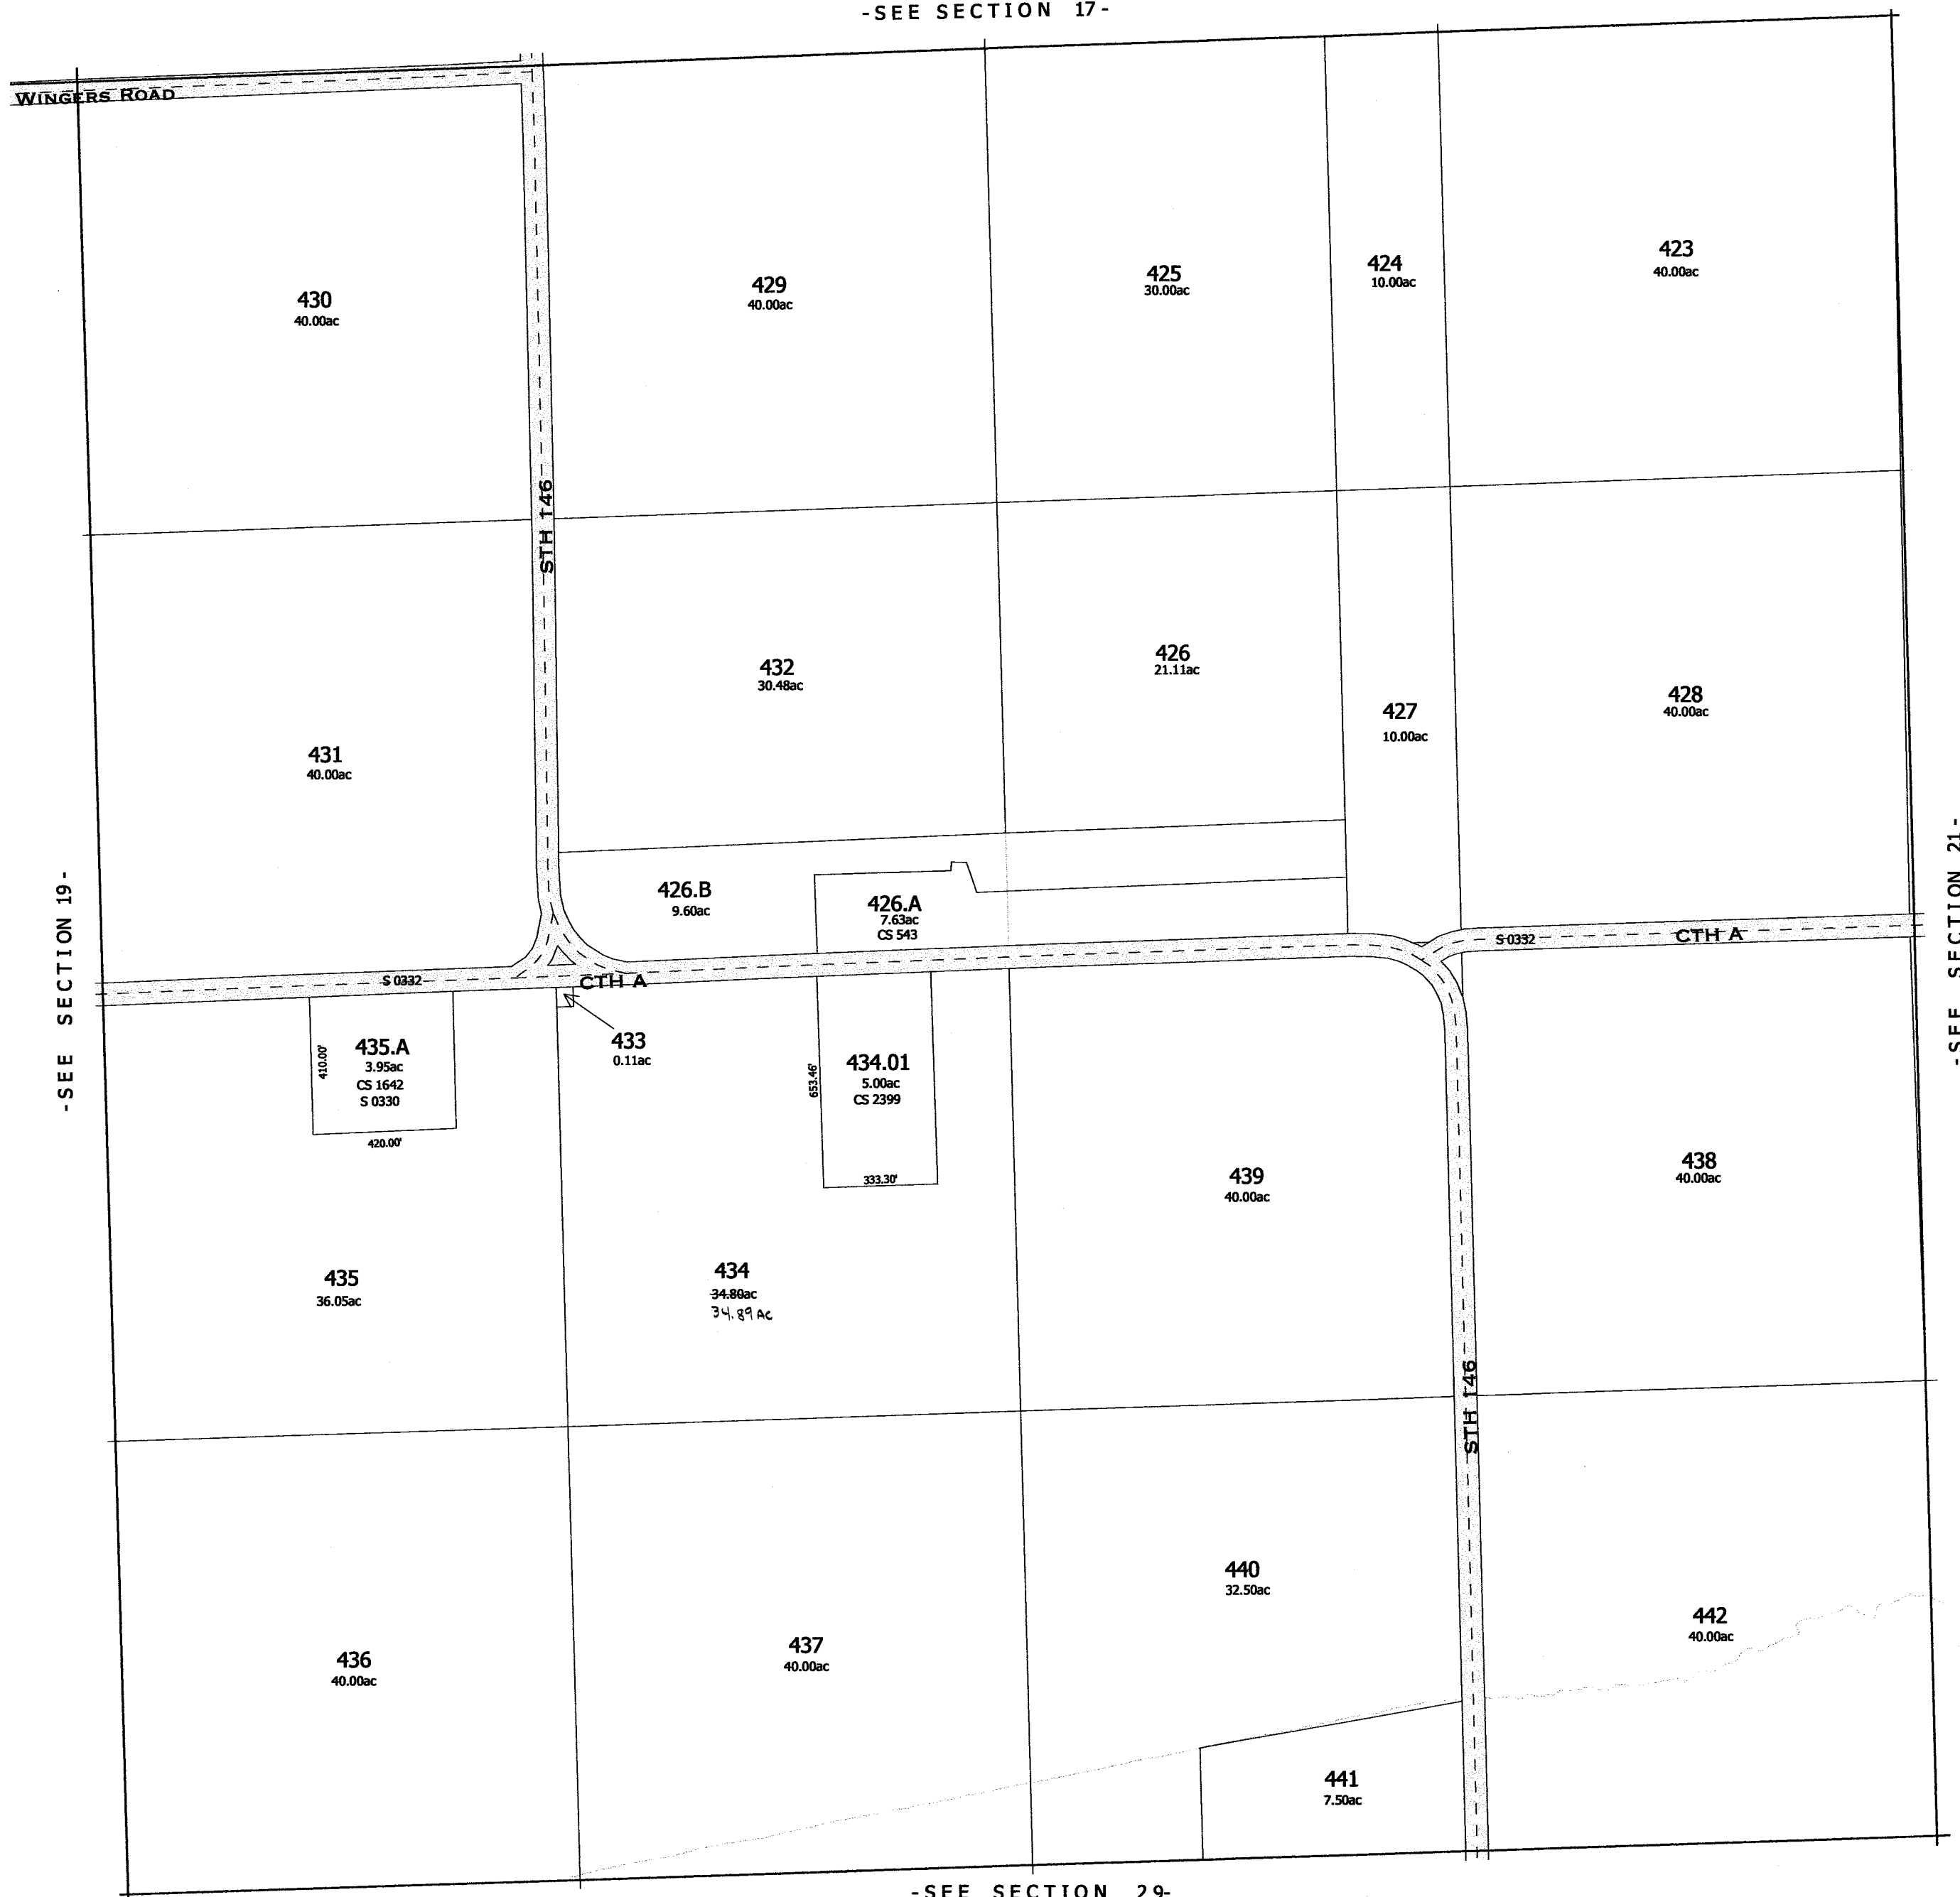 -SEE SECTION 17-
WINGERS ROAD
430
40.00ac
429
40.00ac
425
30.00ac
424
10.00ac
423
40.00ac
STH 146
431
40.00ac
432
30.48ac
426
21.11ac
427
10.00ac
428
40.00ac
-SEE SECTION 19-
-SEE SECTION 21-
426.B
9.60ac
426.A
7.63ac
CS 543
S 0332
CTH A
S 0332
CTH A
433
0.11ac
435.A
3.95ac
CS 1642
S 0330
410.00'
420.00'
434.01
5.00ac
CS 2399
653.46'
333.30'
439
40.00ac
438
40.00ac
435
36.05ac
434
34.80ac
34.89 Ac
STH 146
436
40.00ac
437
40.00ac
440
32.50ac
442
40.00ac
441
7.50ac
-SEE SECTION 29-